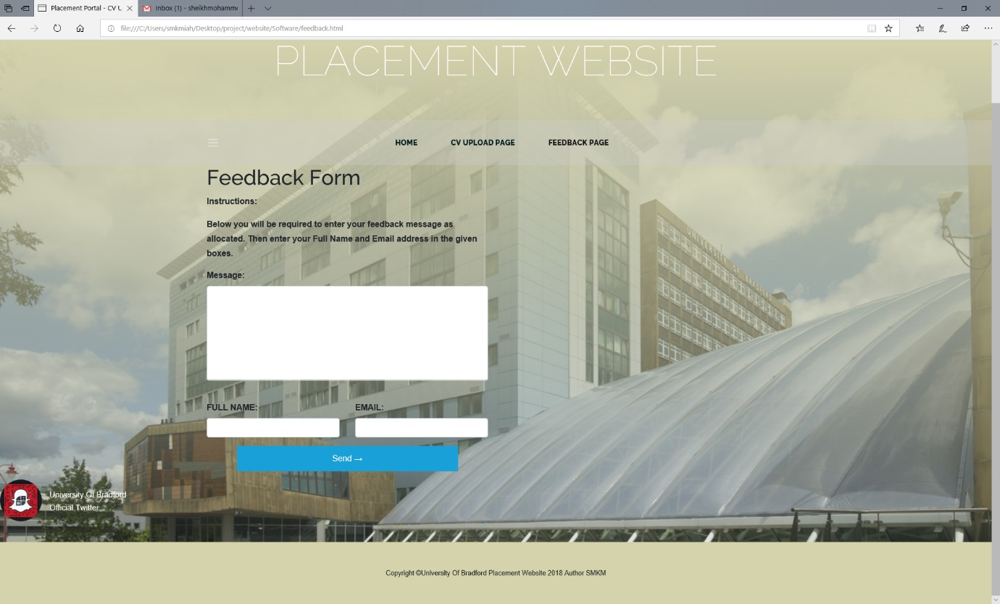 Placement Portal - CV U
Inbox (1) - sheikhmohamme
file:///C:/Users/smkmiah/Desktop/project/website/Software/feedback.html
PLACEMENT WEBSITE
HOME
CV UPLOAD PAGE
FEEDBACK PAGE
Feedback Form
Instructions:
Below you will be required to enter your feedback message as
allocated. Then enter your Full Name and Email address in the given
boxes.
UNIVERSITY OF BRADFORD
Message:
FULL NAME:
EMAIL:
Send →
University Of Bradford
Official Twitter
Copyright ©University Of Bradford Placement Website 2018 Author SMKM